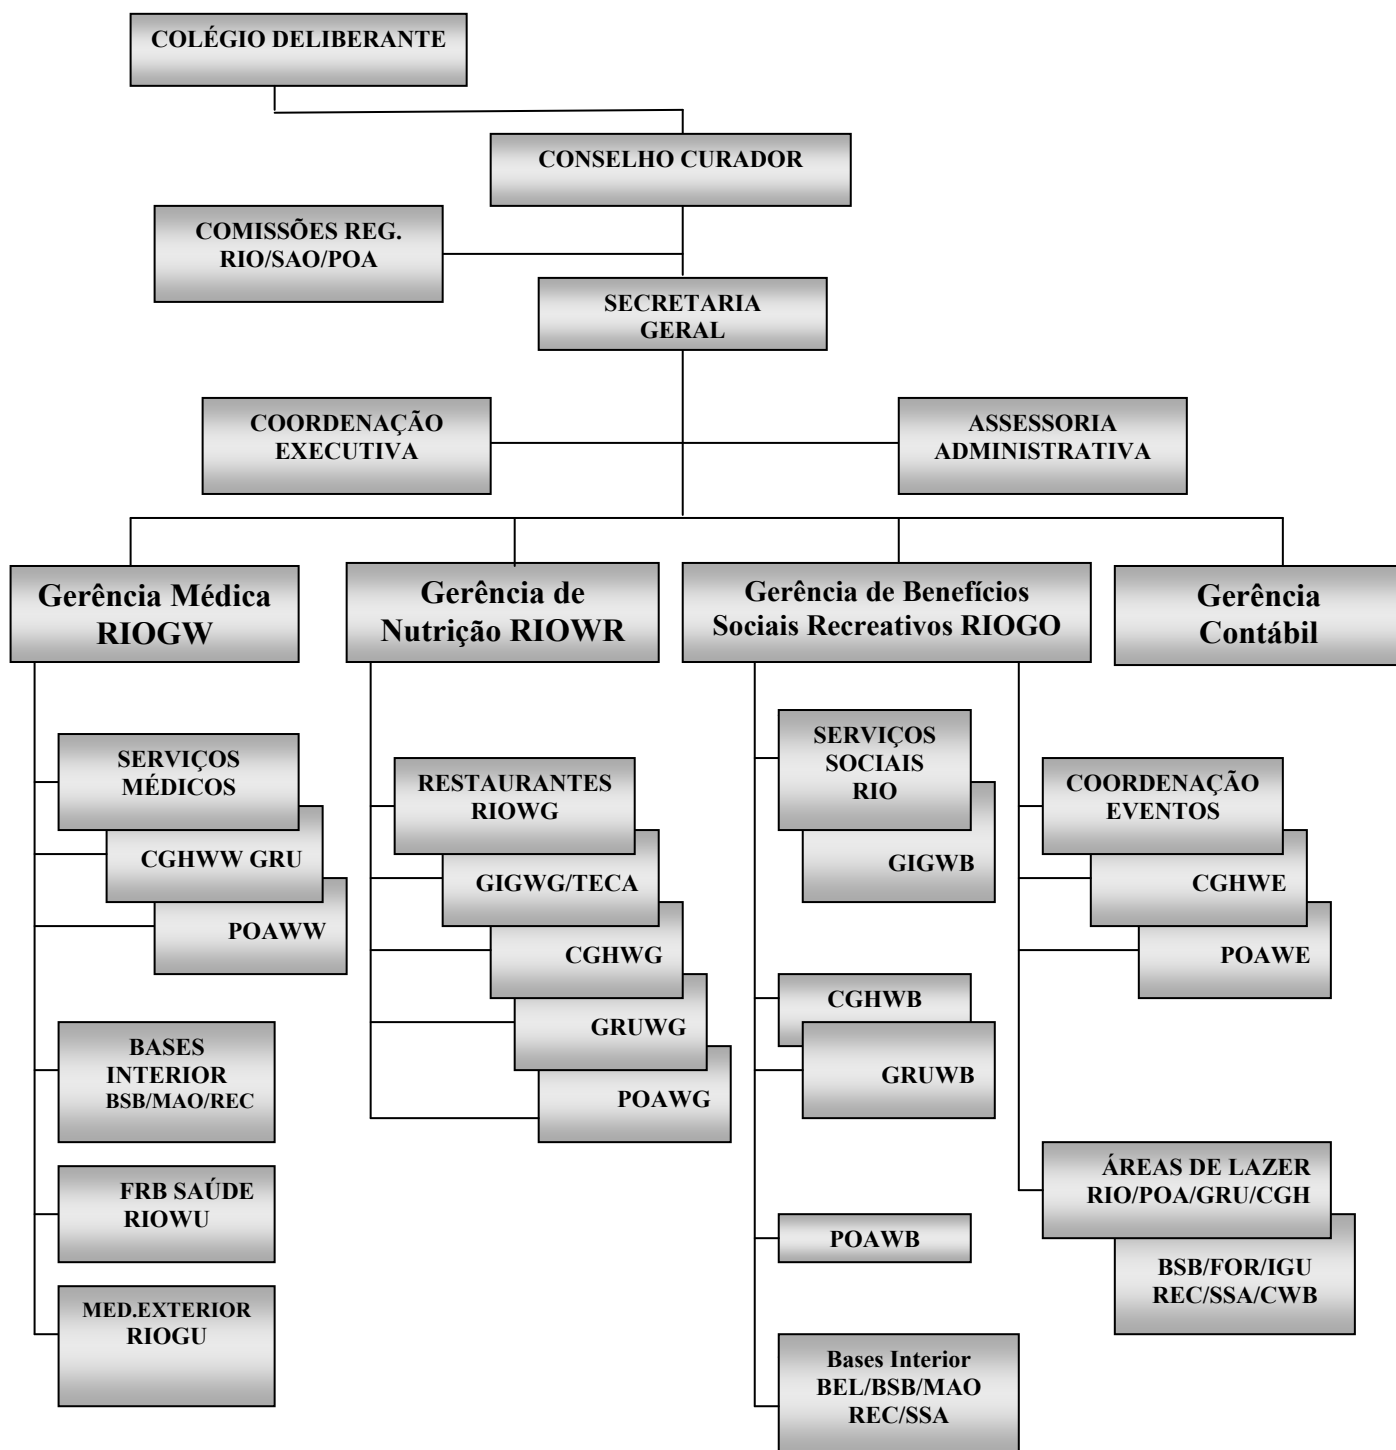 COLÉGIO DELIBERANTE
CONSELHO CURADOR
COMISSÕES REG.
RIO/SAO/POA
SECRETARIA
GERAL
COORDENAÇÃO
EXECUTIVA
ASSESSORIA
ADMINISTRATIVA
Gerência Médica
RIOGW
Gerência de
Nutrição RIOWR
Gerência de Benefícios
Sociais Recreativos RIOGO
Gerência
Contábil
SERVIÇOS
MÉDICOS
CGHWW GRU
POAWW
BASES
INTERIOR
BSB/MAO/REC
FRB SAÚDE
RIOWU
MED.EXTERIOR
RIOGU
RESTAURANTES
RIOWG
GIGWG/TECA
CGHWG
GRUWG
POAWG
SERVIÇOS
SOCIAIS
RIO
GIGWB
CGHWB
GRUWB
POAWB
Bases Interior
BEL/BSB/MAO
REC/SSA
COORDENAÇÃO
EVENTOS
CGHWE
POAWE
ÁREAS DE LAZER
RIO/POA/GRU/CGH
BSB/FOR/IGU
REC/SSA/CWB